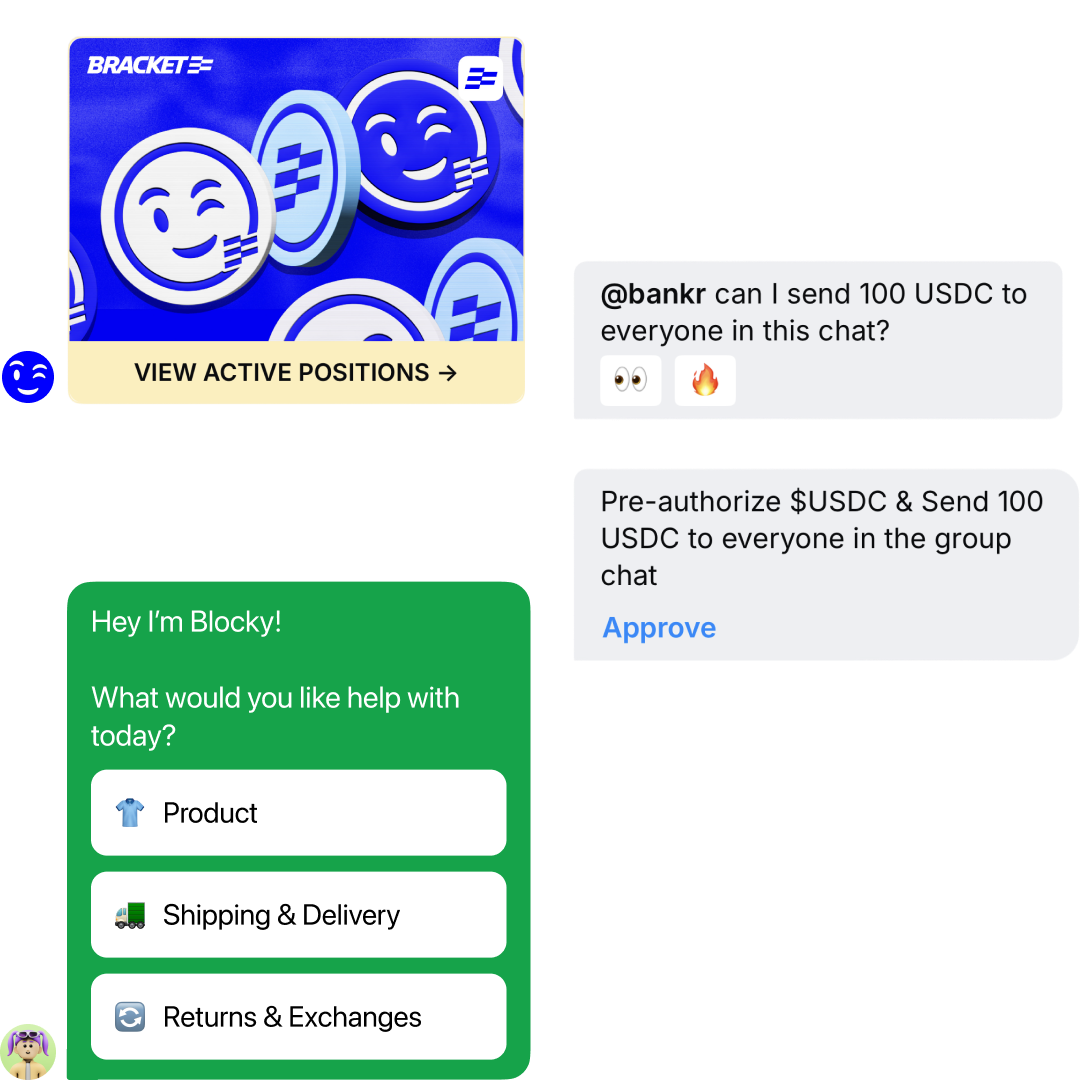 BRACKET
VIEW ACTIVE POSITIONS →
@bankr can I send 100 USDC to
everyone in this chat?
Pre-authorize $USDC & Send 100
USDC to everyone in the group
chat
Approve
Hey I’m Blocky!
What would you like help with
today?
Product
Shipping & Delivery
Returns & Exchanges